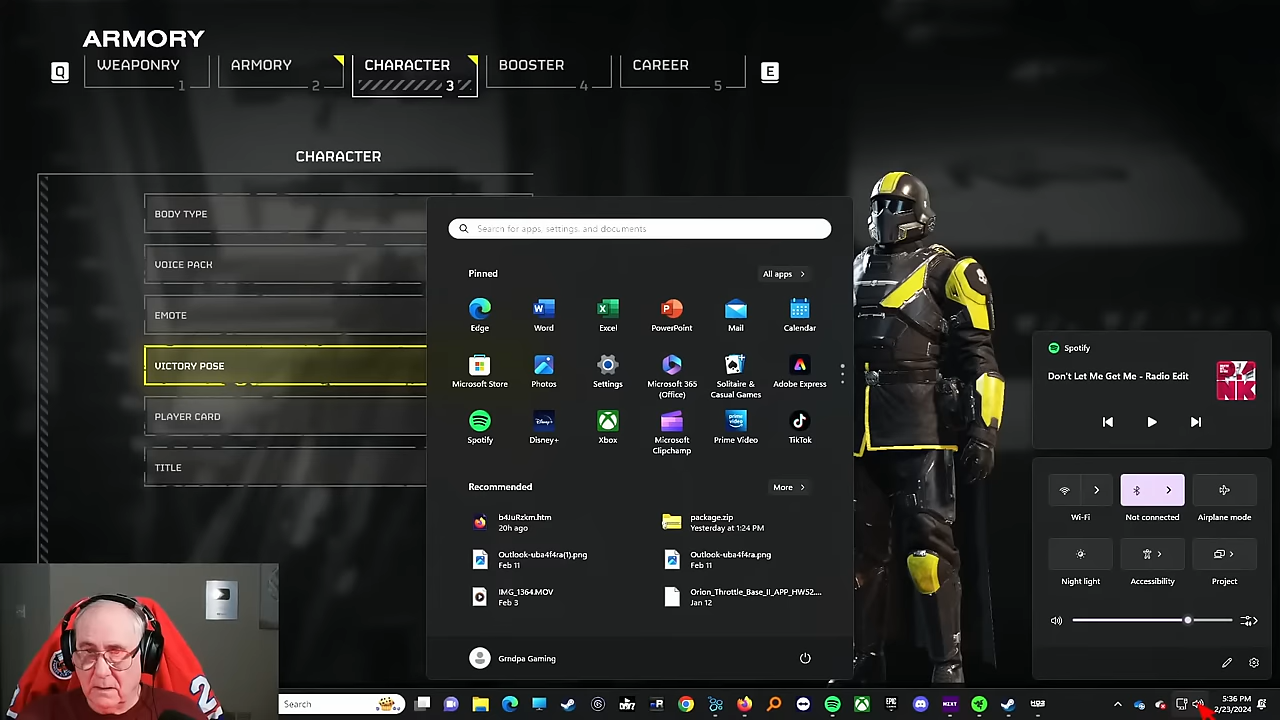 ARMORY
Q
WEAPONRY
1
ARMORY
2
CHARACTER
3
BOOSTER
4
CAREER
5
E
CHARACTER
BODY TYPE
VOICE PACK
EMOTE
VICTORY POSE
PLAYER CARD
TITLE
Search for apps, settings, and documents
Pinned
All apps
Edge
Word
Excel
PowerPoint
Mail
Calendar
Microsoft Store
Photos
Settings
Microsoft 365
(Office)
Solitaire &
Casual Games
Adobe Express
Spotify
Disney+
Xbox
Microsoft
Clipchamp
Prime Video
TikTok
Recommended
More
b4JuRzkm.htm
20h ago
package.zip
Yesterday at 1:24 PM
Outlook-uba4f4ra(1).png
Feb 11
Outlook-uba4f4ra.png
Feb 11
IMG_1364.MOV
Feb 3
Orion_Throttle_Base_II_APP_HW52....
Jan 12
Grndpa Gaming
Spotify
Don't Let Me Get Me - Radio Edit
Wi-Fi
Not connected
Airplane mode
Night light
Accessibility
Project
Search
5:36 PM
2/23/2024